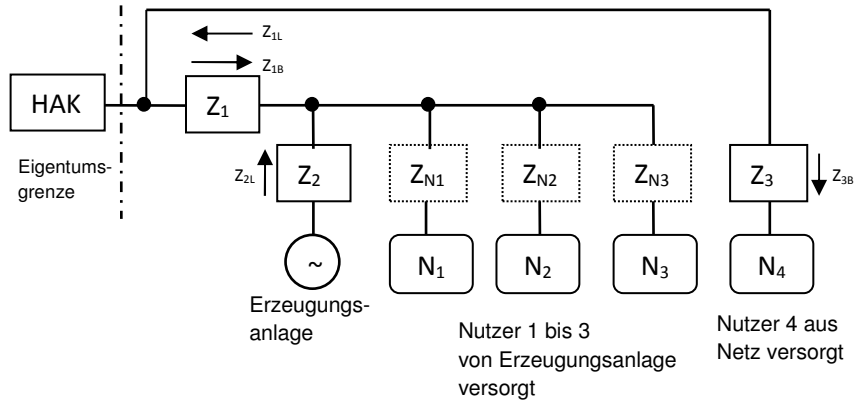 Z1L
Z1B
HAK
Z1
Eigentums-
grenze
Z2L
Z2
ZN1
ZN2
ZN3
Z3
Z3B
~
N1
N2
N3
N4
Erzeugungs-
anlage
Nutzer 1 bis 3
von Erzeugungsanlage
versorgt
Nutzer 4 aus
Netz versorgt